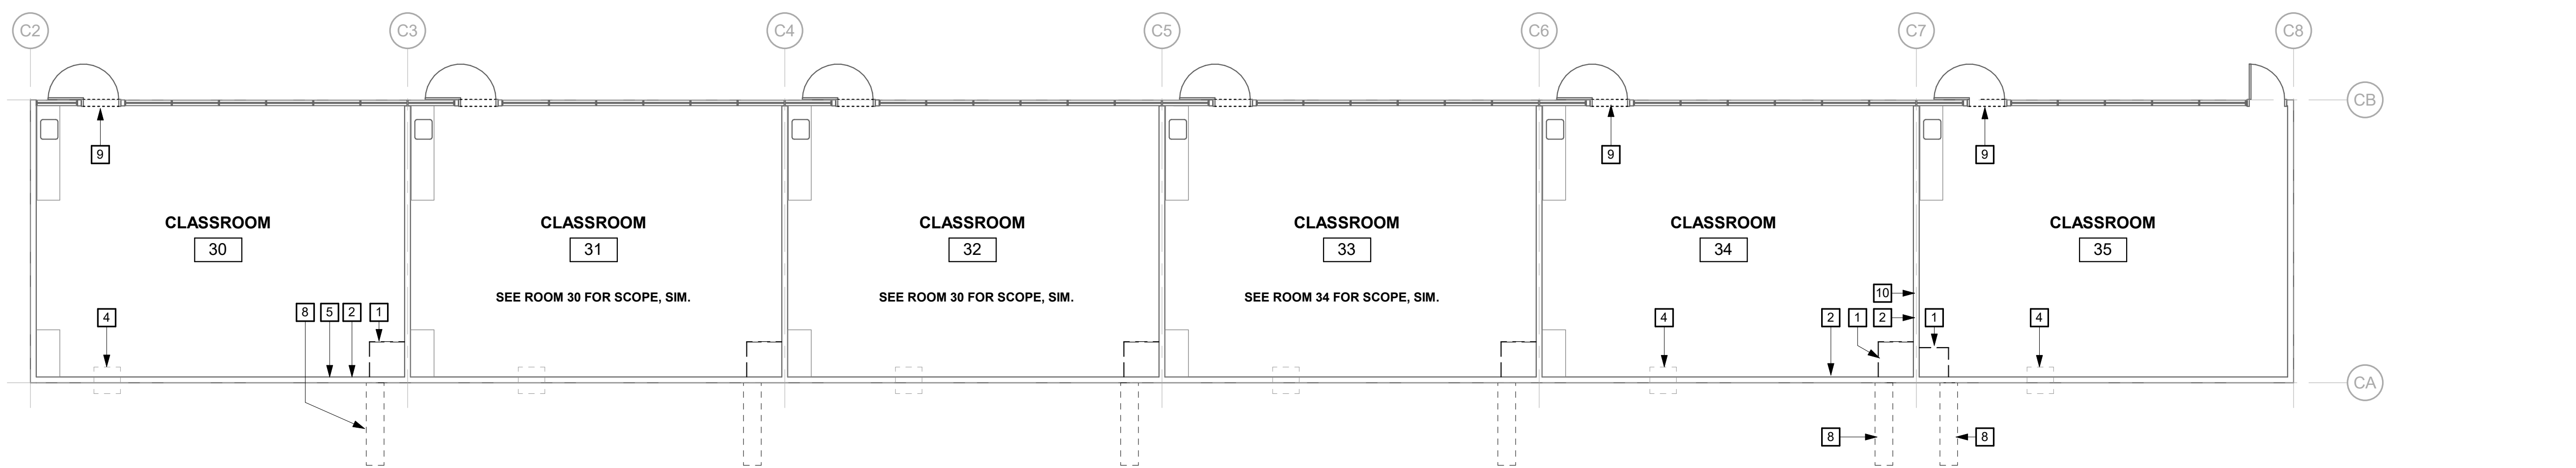 C2 C3 C4 C5 C6 C7 C8
CB
9 9 9
CLASSROOM CLASSROOM CLASSROOM CLASSROOM CLASSROOM CLASSROOM
30 31 32 33 34 35
10
SEE ROOM 30 FOR SCOPE, SIM. SEE ROOM 30 FOR SCOPE, SIM. SEE ROOM 34 FOR SCOPE, SIM.
4 8 5 2 1 4 2 1 2 1 4
CA
8 8